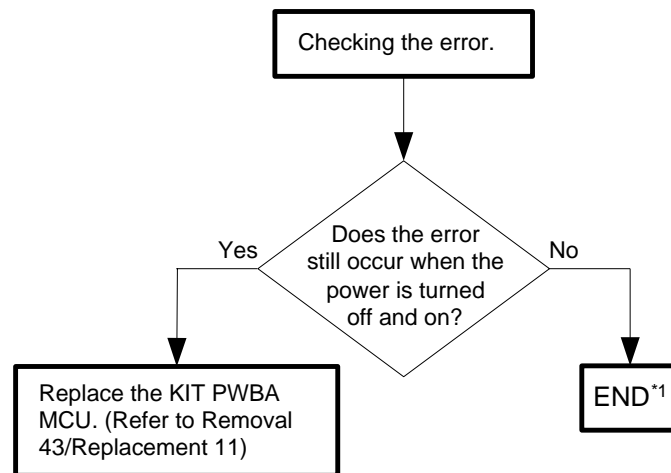 Checking the error.
Does the error
still occur when the
power is turned
off and on?
Yes
No
Replace the KIT PWBA
MCU. (Refer to Removal
43/Replacement 11)
END*1